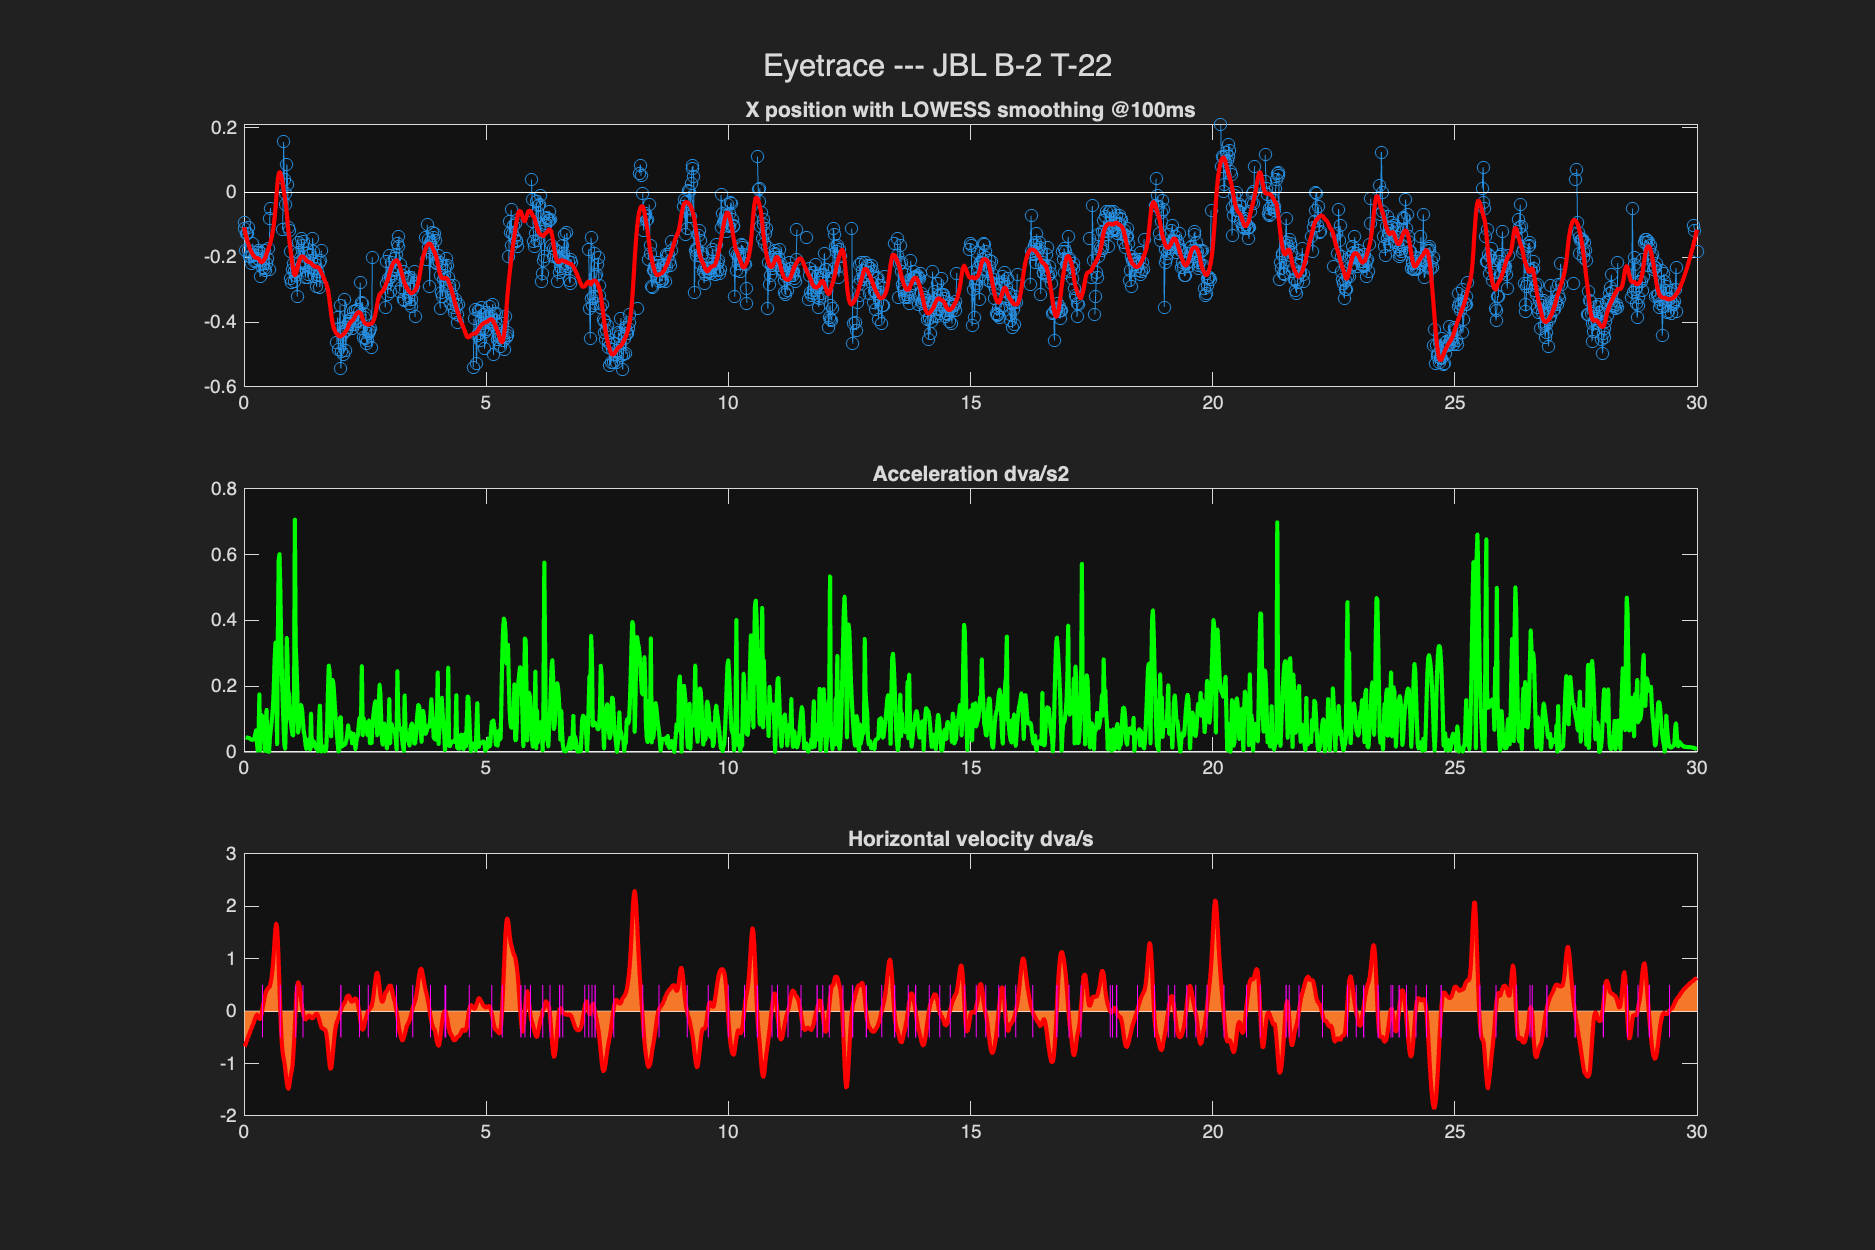 Eyetrace --- JBL B-2 T-22
X position with LOWESS smoothing @100ms
0.2
0
-0.2
-0.4
-0.6
0 5 10 15 20 25 30
Acceleration dva/s2
0.8
0.6
0.4
0.2
0
0 5 10 15 20 25 30
Horizontal velocity dva/s
3
2
1
0
-1
-2
0 5 10 15 20 25 30